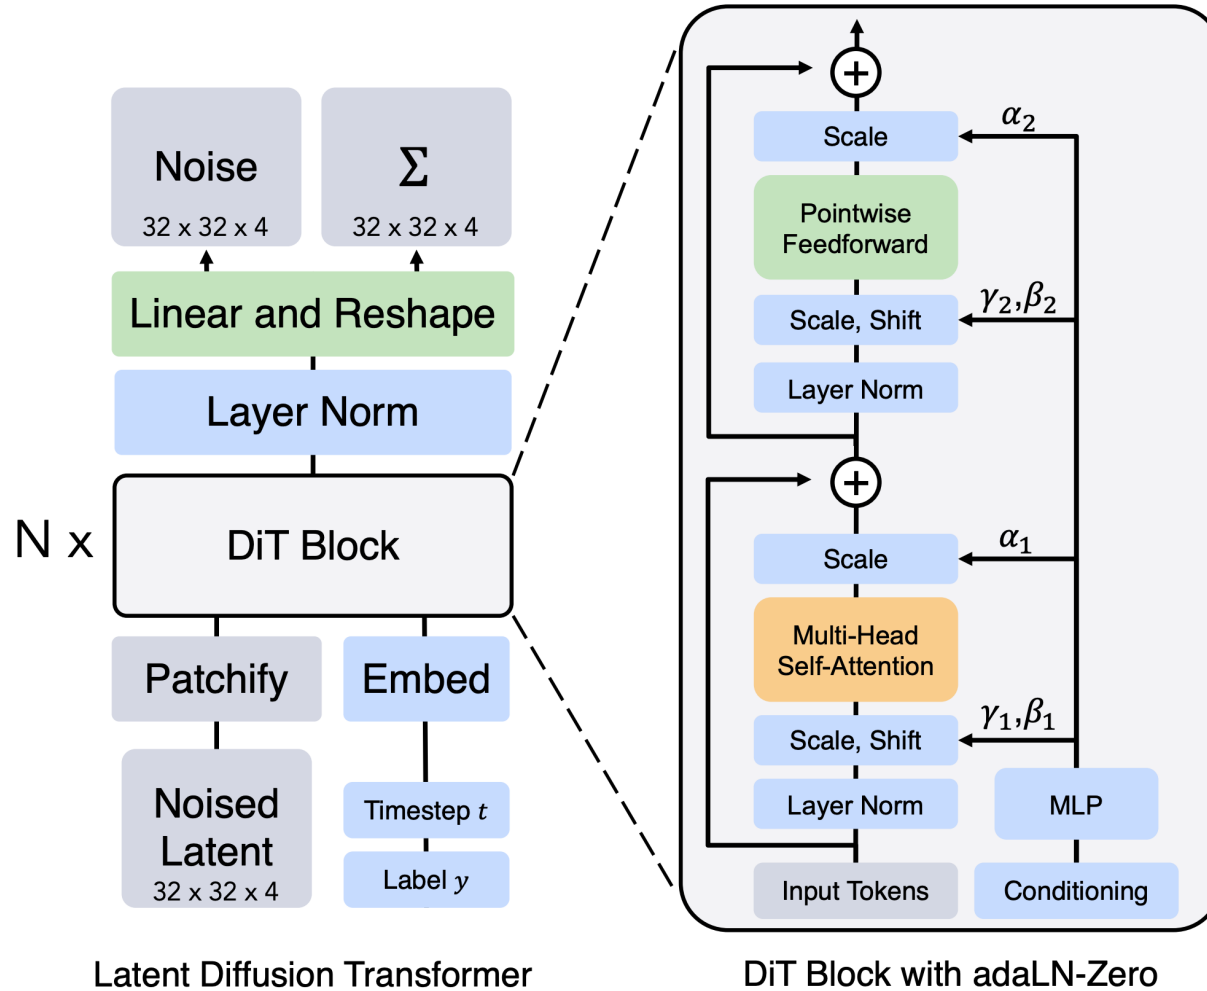 Noise
32 x 32 x 4
Σ
32 x 32 x 4
Linear and Reshape
Layer Norm
N x
DiT Block
Patchify
Embed
Noised
Latent
32 x 32 x 4
Timestep t
Label y
Latent Diffusion Transformer
+
Scale
α₂
Pointwise
Feedforward
Scale, Shift
γ₂,β₂
Layer Norm
+
Scale
α₁
Multi-Head
Self-Attention
Scale, Shift
γ₁,β₁
Layer Norm
MLP
Input Tokens
Conditioning
DiT Block with adaLN-Zero